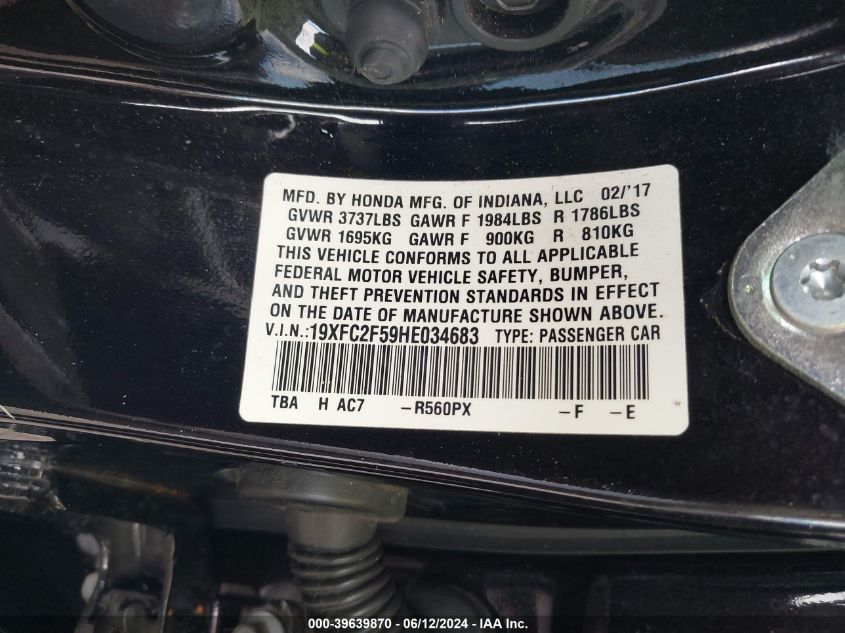 MFD. BY HONDA MFG. OF INDIANA, LLC 02/'17
GVWR 3737LBS GAWR F 1984LBS R 1786LBS
GVWR 1695KG GAWR F 900KG R 810KG
THIS VEHICLE CONFORMS TO ALL APPLICABLE
FEDERAL MOTOR VEHICLE SAFETY, BUMPER,
AND THEFT PREVENTION STANDARDS IN EFFECT
ON THE DATE OF MANUFACTURE SHOWN ABOVE.
V.I.N.:19XFC2F59HE034683 TYPE: PASSENGER CAR
TBA H AC7 -R560PX -F -E
000-39639870 - 06/12/2024 - IAA Inc.